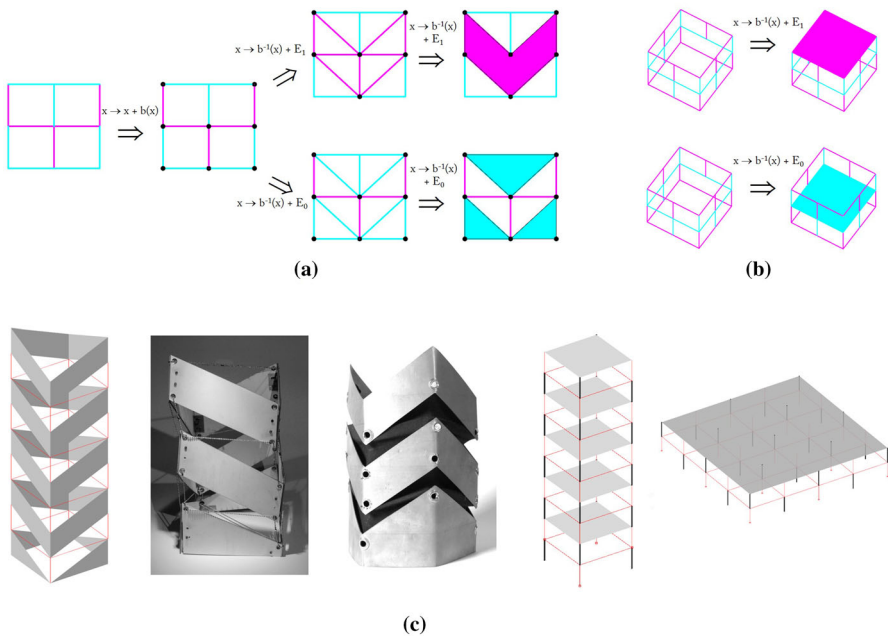 x → b⁻¹(x) + E₁
x → b⁻¹(x)
+ E₁
x → x + b(x)
x → b⁻¹(x) + E₀
x → b⁻¹(x)
+ E₀
(a)
x → b⁻¹(x) + E₁
x → b⁻¹(x) + E₀
(b)
(c)